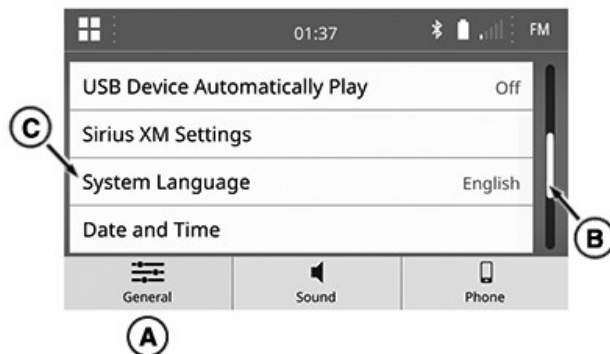 01:37 FM
USB Device Automatically Play Off
Sirius XM Settings
C
System Language English
B
Date and Time
General Sound Phone
A